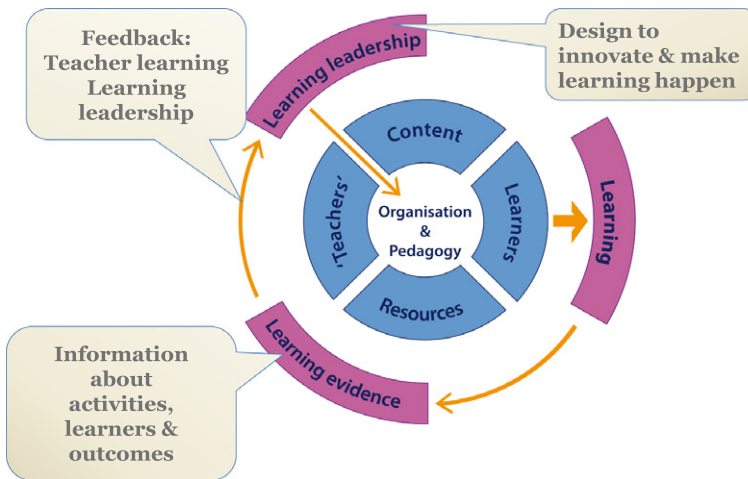 Feedback:
Teacher learning
Learning
leadership
Learning leadership
Design to
innovate & make
learning happen
Content
'Teachers'
Organisation
&
Pedagogy
Learners
Resources
Learning
Learning evidence
Information
about
activities,
learners &
outcomes